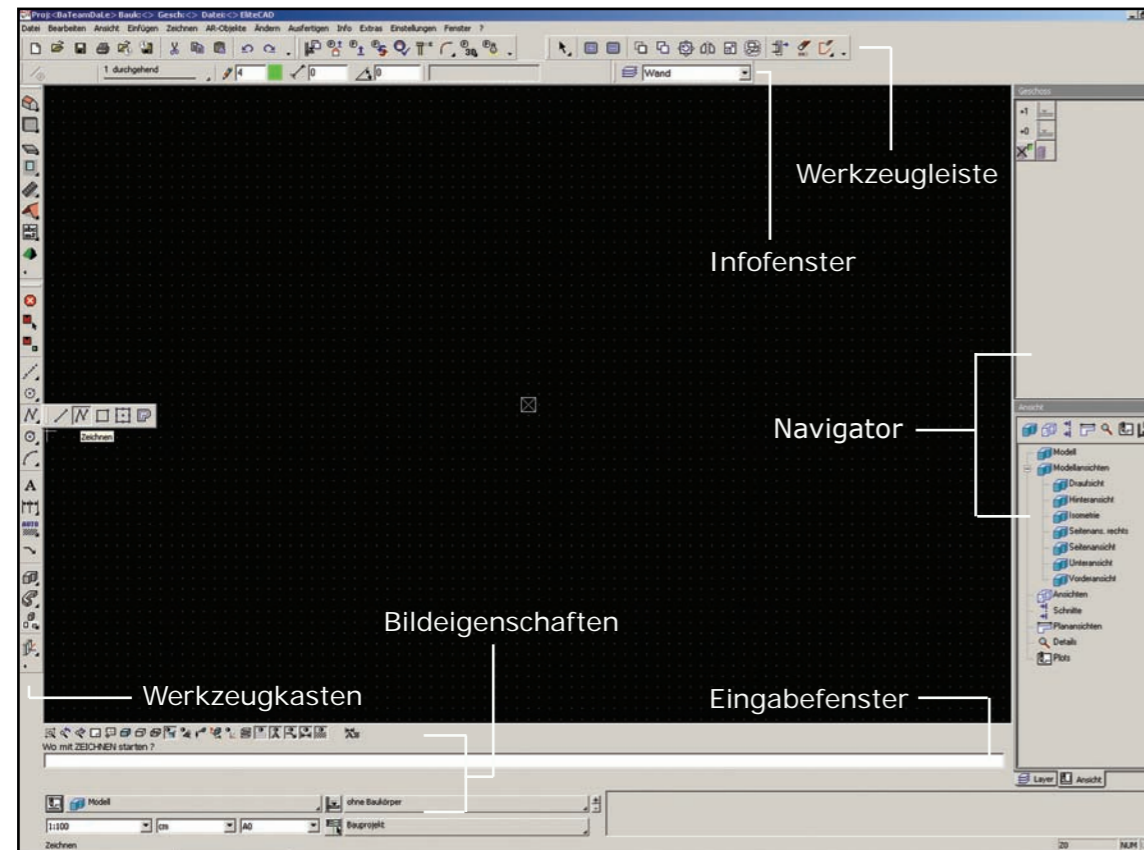 Proj:<BaTeamDaLe> Bauk:<> Gesch:<> Datei:<> EliteCAD
Datei Bearbeiten Ansicht Einfügen Zeichnen AR-Objekte Ändern Ausfertigen Info Extras Einstellungen Fenster ?
1 durchgehend 4 0 0 Wand
Geschoss
+1
+0
Werkzeugleiste
Infofenster
Zeichnen
Navigator
Ansicht
Modell
Modellansichten
Draufsicht
Hinteransicht
Isometrie
Seitenans. rechts
Seitenansicht
Unteransicht
Vorderansicht
Ansichten
Schnitte
Planansichten
Details
Plots
A
AUTO
Bildeigenschaften
Werkzeugkasten
Eingabefenster
Wo mit ZEICHNEN starten ?
Layer Ansicht
Modell ohne Baukörper
1:100 cm A0 Bauprojekt
Zeichnen Z0 NUM